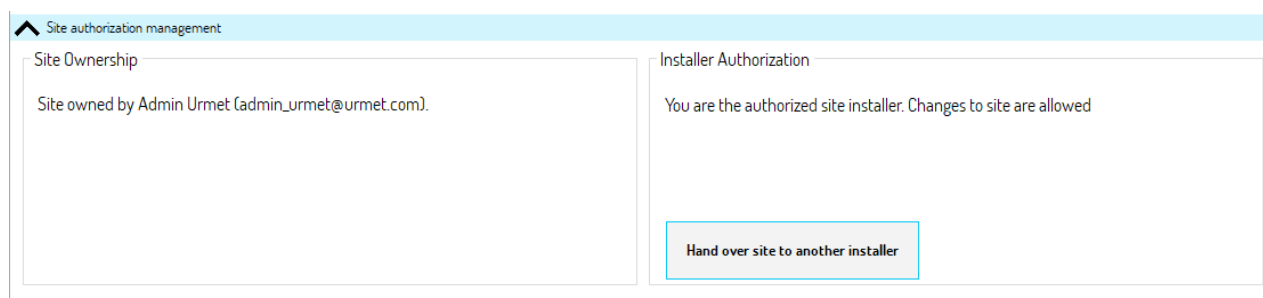 Site authorization management
Site Ownership
Site owned by Admin Urmet (admin_urmet@urmet.com).
Installer Authorization
You are the authorized site installer. Changes to site are allowed
Hand over site to another installer